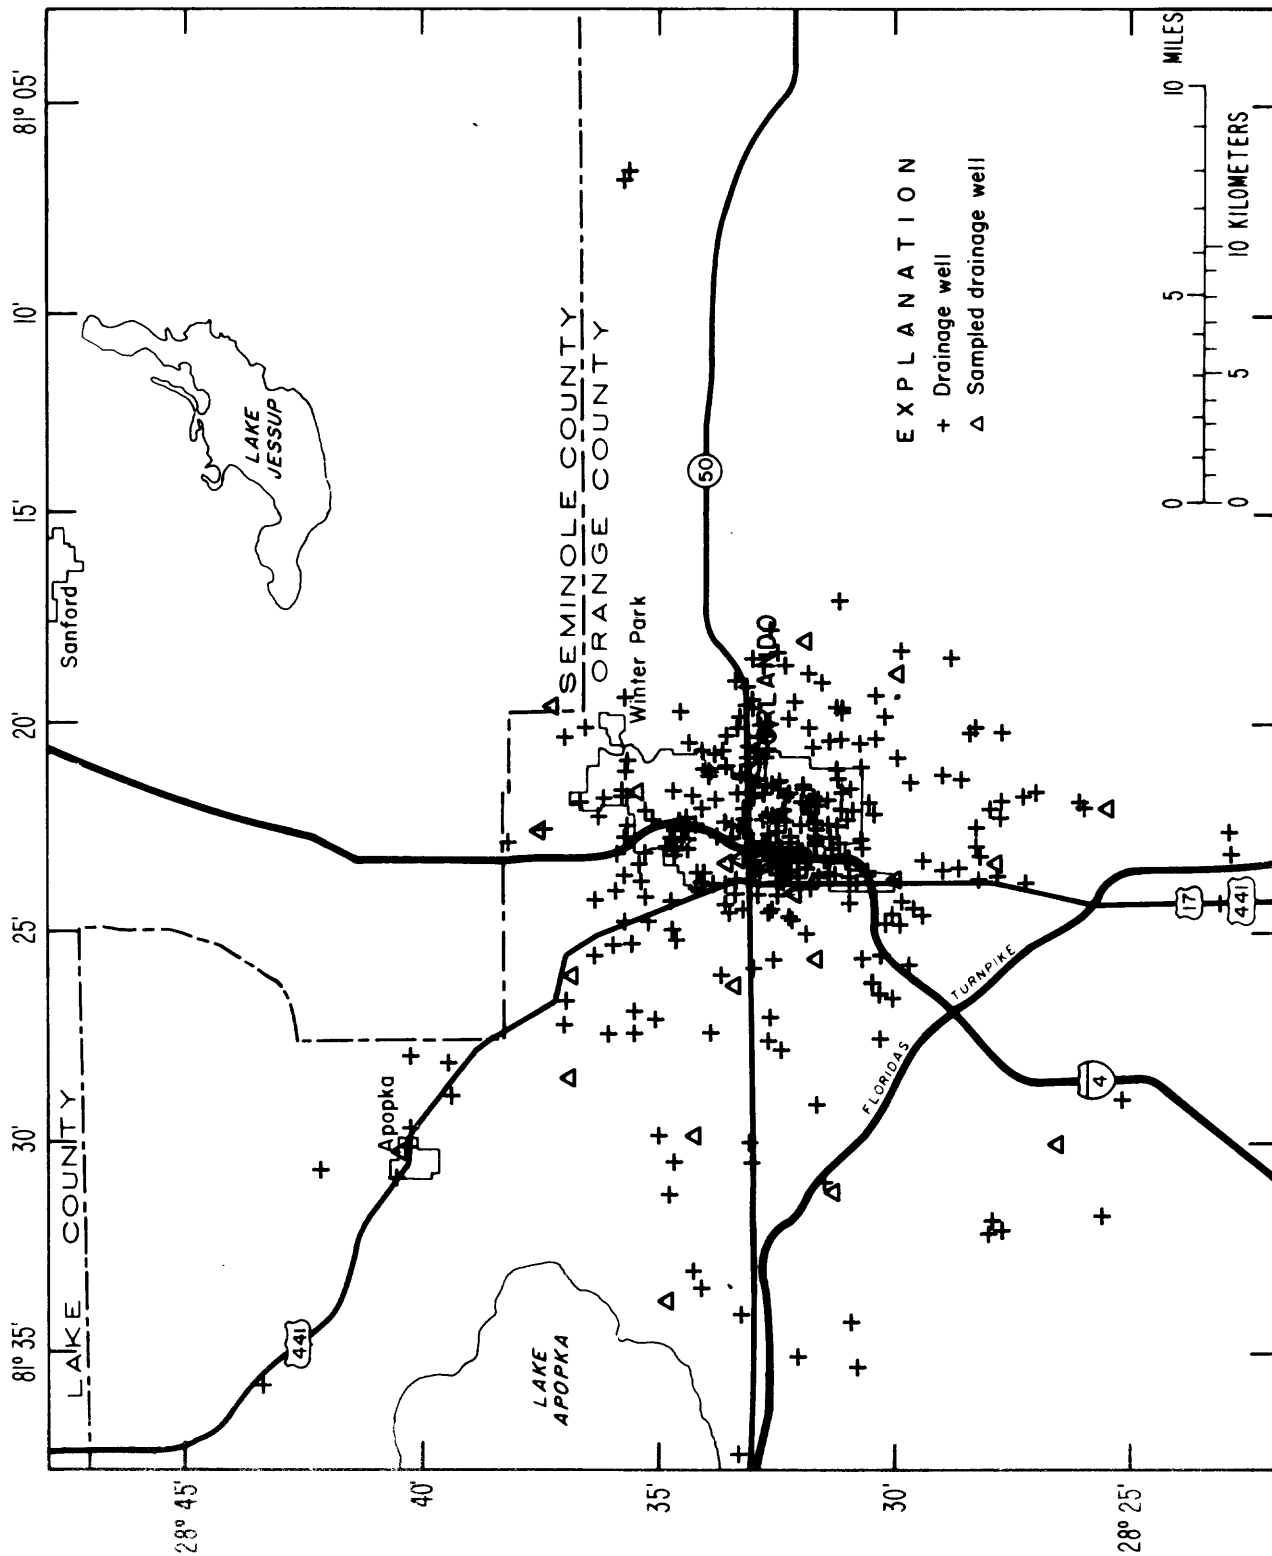 81° 35'
30'
25'
20'
15'
10'
81° 05'
28° 45'
40'
35'
30'
28° 25'
LAKE COUNTY
Sanford
LAKE
JESSUP
SEMINOLE COUNTY
ORANGE COUNTY
Apopka
441
Winter Park
LAKE
APOPKA
ORLANDO
50
FLORIDAS
TURNPIKE
4
17
441
EXPLANATION
+ Drainage well
△ Sampled drainage well
0 5 10 MILES
0 5 10 KILOMETERS